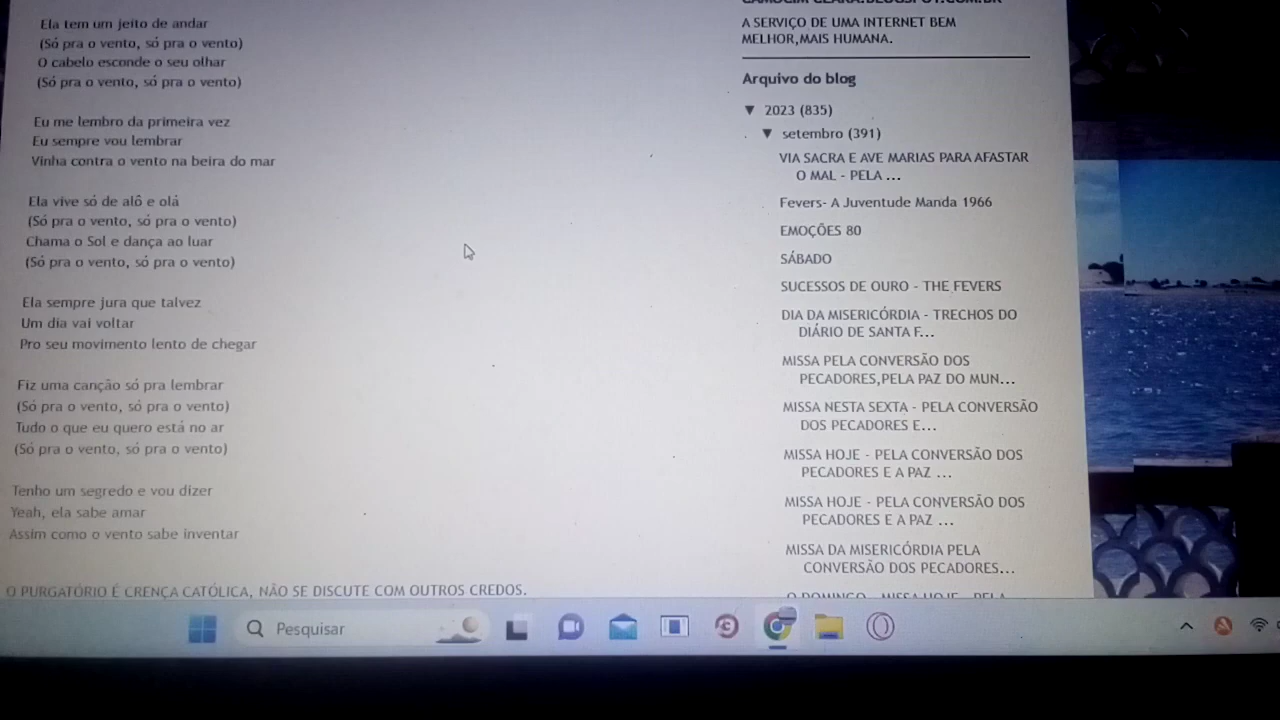 Ela tem um jeito de andar
(Só pra o vento, só pra o vento)
O cabelo esconde o seu olhar
(Só pra o vento, só pra o vento)
Eu me lembro da primeira vez
Eu sempre vou lembrar
Vinha contra o vento na beira do mar
Ela vive só de alô e olá
(Só pra o vento, só pra o vento)
Chama o Sol e dança ao luar
(Só pra o vento, só pra o vento)
Ela sempre jura que talvez
Um dia vai voltar
Pro seu movimento lento de chegar
Fiz uma canção só pra lembrar
(Só pra o vento, só pra o vento)
Tudo o que eu quero está no ar
(Só pra o vento, só pra o vento)
Tenho um segredo e vou dizer
Yeah, ela sabe amar
Assim como o vento sabe inventar
O PURGATÓRIO É CRENÇA CATÓLICA, NÃO SE DISCUTE COM OUTROS CREDOS.
CAMOCIM CEARA.BLOGSPOT.COM.BR
A SERVIÇO DE UMA INTERNET BEM
MELHOR,MAIS HUMANA.
Arquivo do blog
▼ 2023 (835)
▼ setembro (391)
VIA SACRA E AVE MARIAS PARA AFASTAR
O MAL - PELA ...
Fevers- A Juventude Manda 1966
EMOÇÕES 80
SÁBADO
SUCESSOS DE OURO - THE FEVERS
DIA DA MISERICÓRDIA - TRECHOS DO
DIÁRIO DE SANTA F...
MISSA PELA CONVERSÃO DOS
PECADORES,PELA PAZ DO MUN...
MISSA NESTA SEXTA - PELA CONVERSÃO
DOS PECADORES E...
MISSA HOJE - PELA CONVERSÃO DOS
PECADORES E A PAZ ...
MISSA HOJE - PELA CONVERSÃO DOS
PECADORES E A PAZ ...
MISSA DA MISERICÓRDIA PELA
CONVERSÃO DOS PECADORES...
O DOMINGO - MISSA HOJE - PELA
Pesquisar